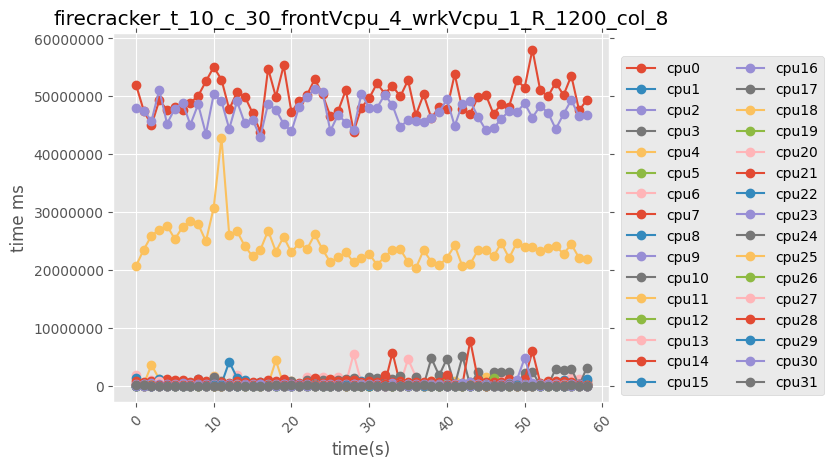 firecracker_t_10_c_30_frontVcpu_4_wrkVcpu_1_R_1200_col_8
60000000
50000000
40000000
30000000
20000000
10000000
0
time ms
0 10 20 30 40 50 60
time(s)
cpu0 cpu16
cpu1 cpu17
cpu2 cpu18
cpu3 cpu19
cpu4 cpu20
cpu5 cpu21
cpu6 cpu22
cpu7 cpu23
cpu8 cpu24
cpu9 cpu25
cpu10 cpu26
cpu11 cpu27
cpu12 cpu28
cpu13 cpu29
cpu14 cpu30
cpu15 cpu31